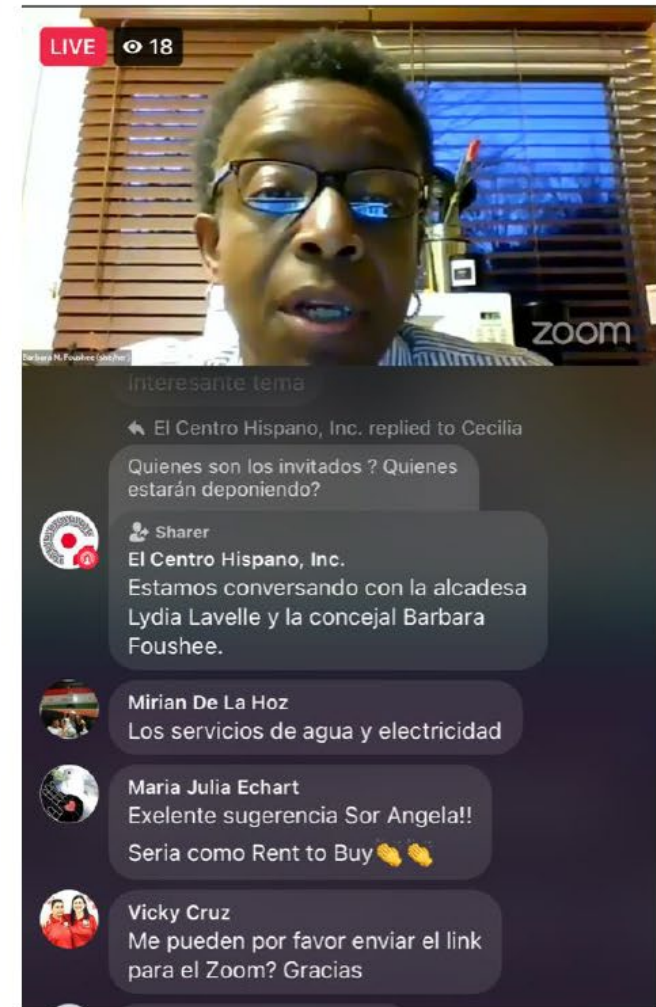 LIVE 18
zoom
Barbara N. Foushee (she/her)
Interesante tema
El Centro Hispano, Inc. replied to Cecilia
Quienes son los invitados ? Quienes
estarán deponiendo?
Sharer
El Centro Hispano, Inc.
Estamos conversando con la alcadesa
Lydia Lavelle y la concejal Barbara
Foushee.
Mirian De La Hoz
Los servicios de agua y electricidad
Maria Julia Echart
Exelente sugerencia Sor Angela!!
Seria como Rent to Buy👏👏
Vicky Cruz
Me pueden por favor enviar el link
para el Zoom? Gracias